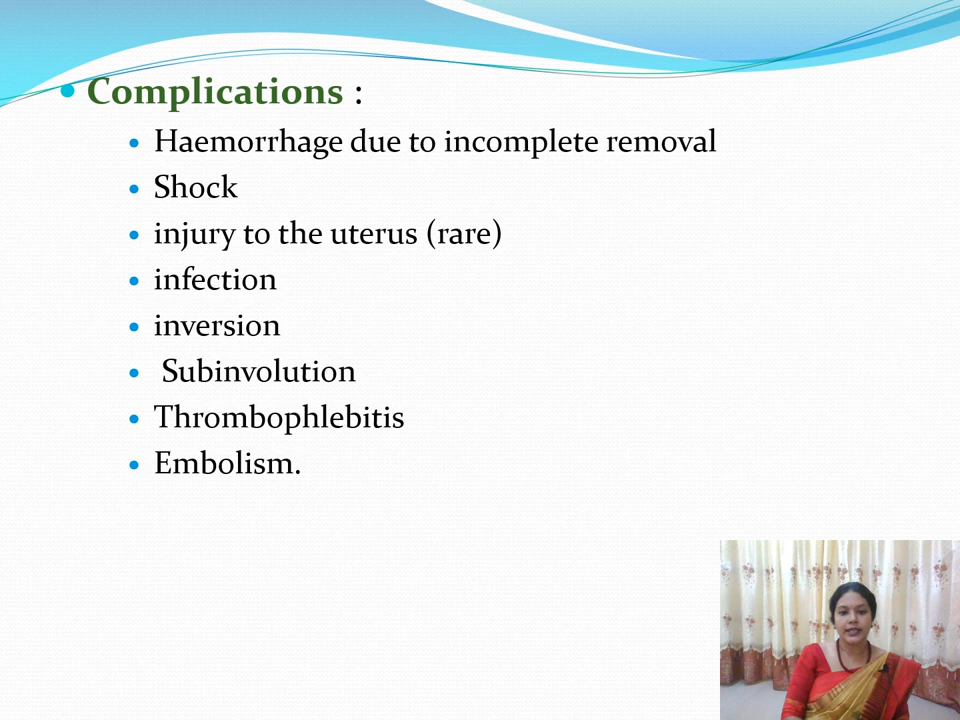 Complications :
Haemorrhage due to incomplete removal
Shock
injury to the uterus (rare)
infection
inversion
Subinvolution
Thrombophlebitis
Embolism.